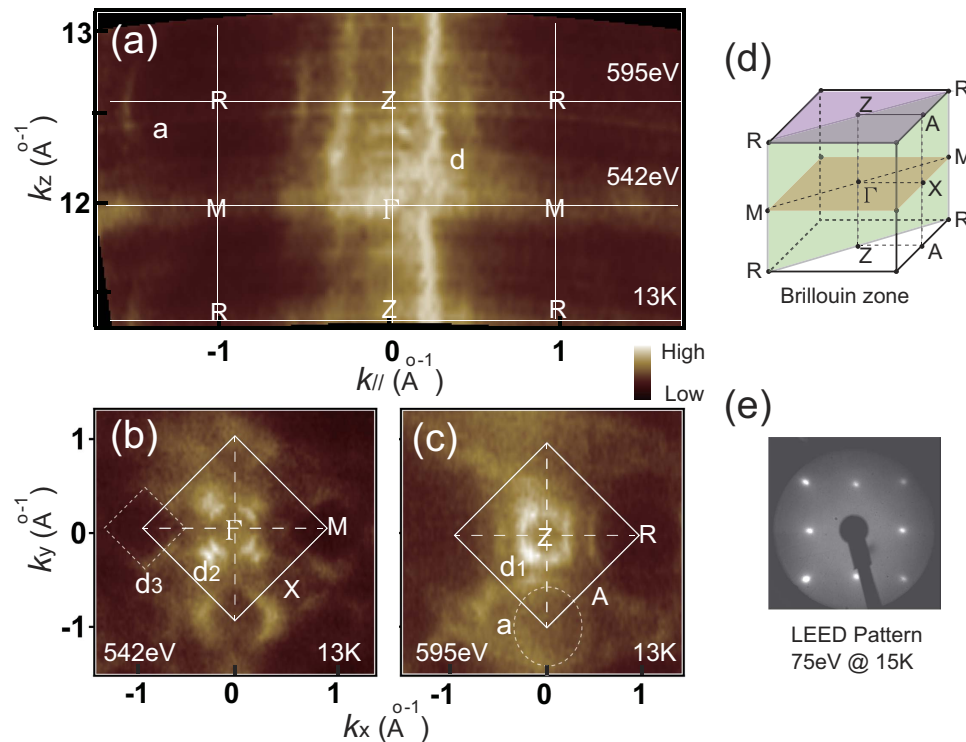 (a)
13
12
kz (A o-1)
R Z R
595eV
a
d
542eV
M Γ M
R Z R
13K
-1 0 1
k// (A o-1)
High
Low
(b)
1
0
-1
ky (A o-1)
Γ
M
d3
d2
X
542eV 13K
-1 0 1
(c)
Z
R
d1
A
a
595eV 13K
-1 0 1
kx (A o-1)
(d)
Z R
R A
M
Γ X
M
R
Z A
R
Brillouin zone
(e)
LEED Pattern
75eV @ 15K